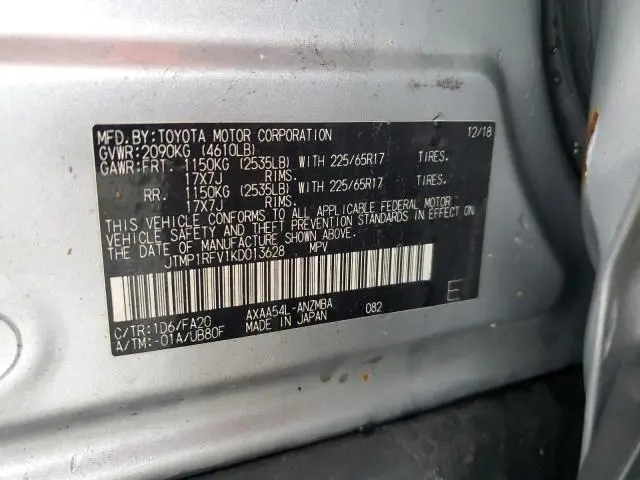 MFD. BY: TOYOTA MOTOR CORPORATION 12/18
GVWR: 2090KG (4610LB)
GAWR: FRT. 1150KG (2535LB) WITH 225/65R17 TIRES.
17X7J RIMS.
RR. 1150KG (2535LB) WITH 225/65R17 TIRES.
17X7J RIMS.
THIS VEHICLE CONFORMS TO ALL APPLICABLE FEDERAL MOTOR
VEHICLE SAFETY AND THEFT PREVENTION STANDARDS IN EFFECT ON
THE DATE OF MANUFACTURE SHOWN ABOVE.
JTMP1RFV1KD013628 MPV
C/TR: 1D6/FA20 AXAA54L-ANZMBA 082 E
A/TM: -01A/UB80F MADE IN JAPAN